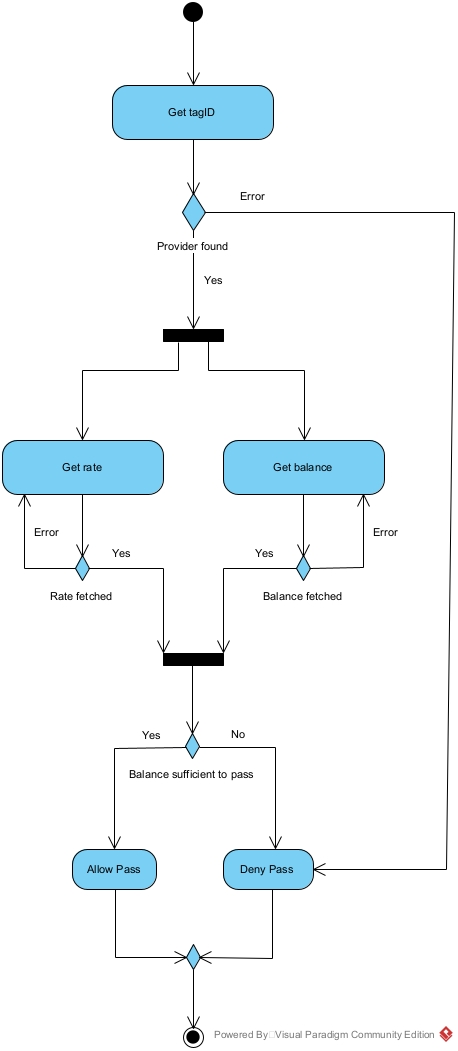 Get tagID
Error
Provider found
Yes
Get rate
Get balance
Error
Error
Yes
Yes
Rate fetched
Balance fetched
Yes
No
Balance sufficient to pass
Allow Pass
Deny Pass
Powered By Visual Paradigm Community Edition